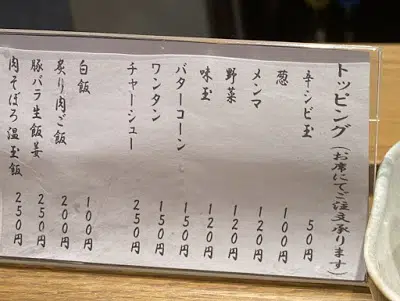 トッピング(お席にてご注文承ります)
辛シビ玉 50円
葱 100円
メンマ 120円
野菜 120円
味玉 120円
バターコーン 150円
ワンタン 150円
チャーシュー 250円
白飯 100円
炙り肉ご飯 200円
豚バラ生飯姜 250円
肉そぼろ温玉飯 250円